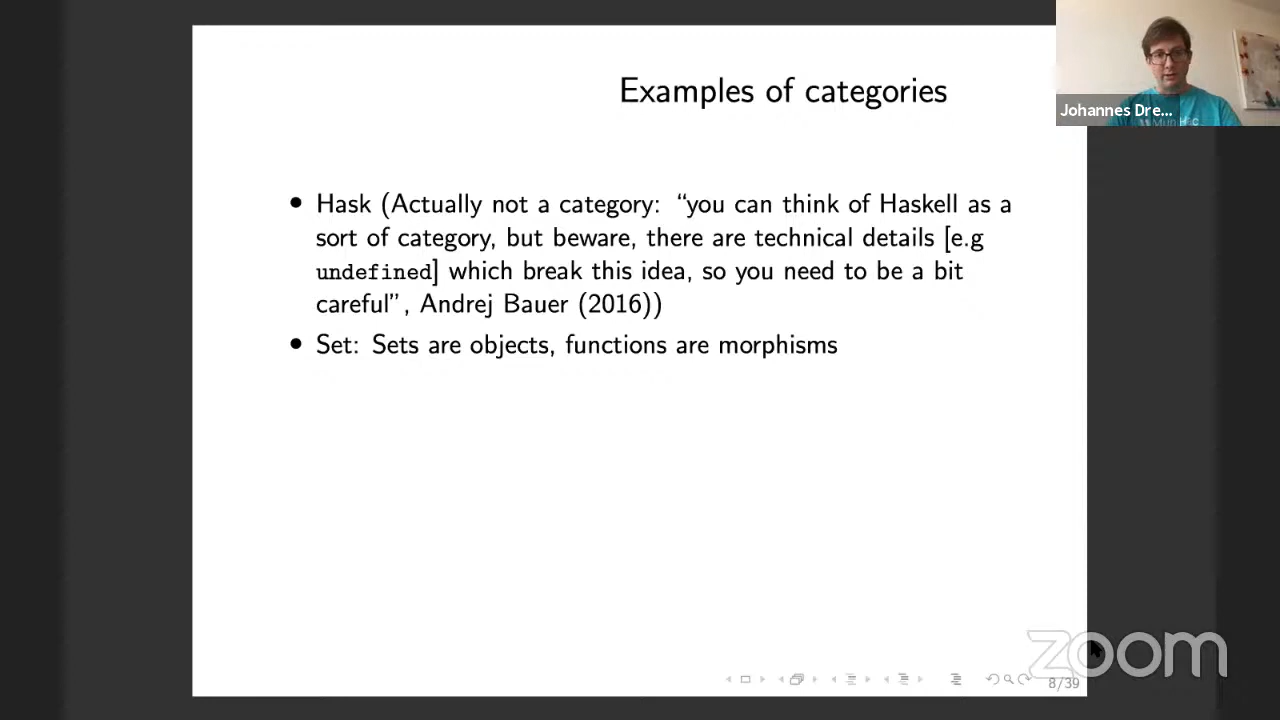 Examples of categories
Johannes Dre...
MuniHac
• Hask (Actually not a category: “you can think of Haskell as a
sort of category, but beware, there are technical details [e.g
undefined] which break this idea, so you need to be a bit
careful”, Andrej Bauer (2016))
• Set: Sets are objects, functions are morphisms
zoom
8/39